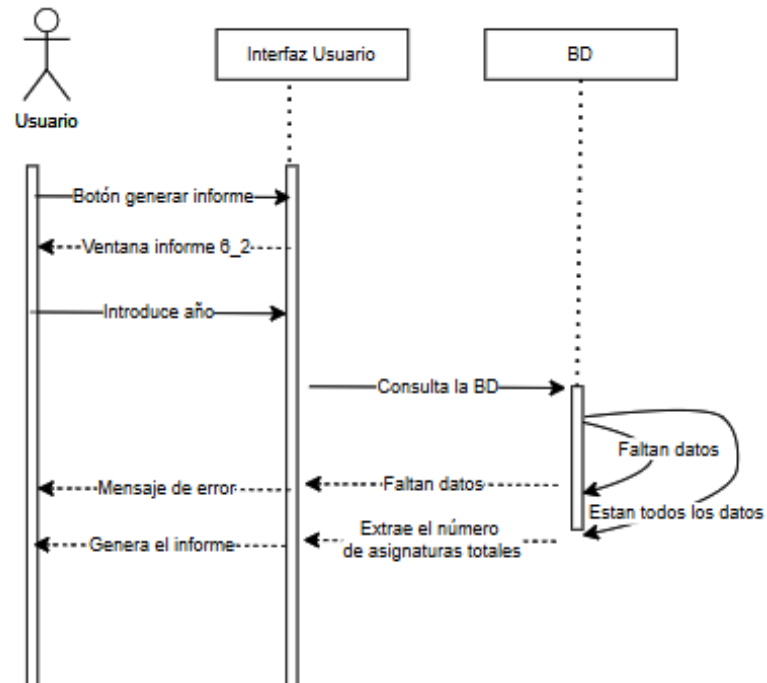 Interfaz Usuario
BD
Usuario
Botón generar informe
Ventana informe 6_2
Introduce año
Consulta la BD
Faltan datos
Mensaje de error
Faltan datos
Estan todos los datos
Genera el informe
Extrae el número
de asignaturas totales